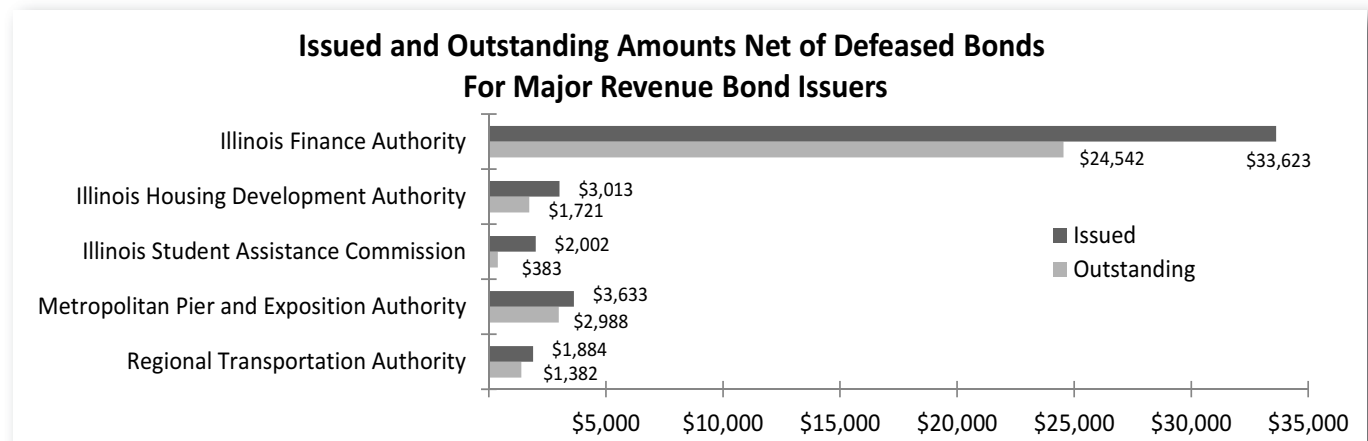 Issued and Outstanding Amounts Net of Defeased Bonds
For Major Revenue Bond Issuers
Illinois Finance Authority
$24,542
$33,623
Illinois Housing Development Authority
$3,013
$1,721
Illinois Student Assistance Commission
$2,002
$383
Metropolitan Pier and Exposition Authority
$3,633
$2,988
Regional Transportation Authority
$1,884
$1,382
Issued
Outstanding
$5,000 $10,000 $15,000 $20,000 $25,000 $30,000 $35,000